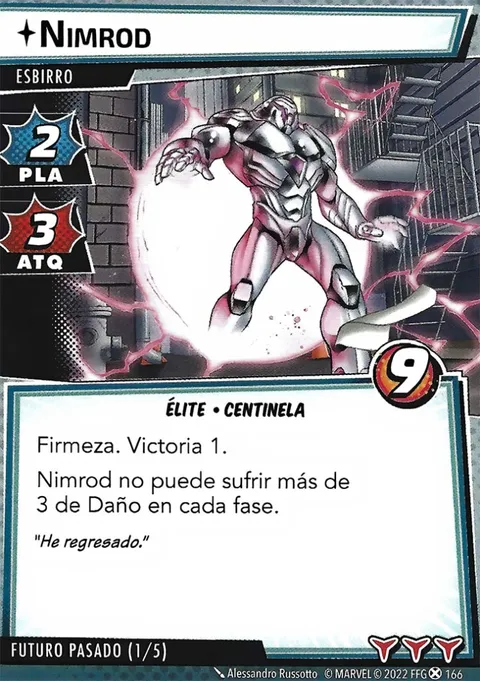 NIMROD
ESBIRRO
2
PLA
3
ATQ
9
ÉLITE • CENTINELA
Firmeza. Victoria 1.
Nimrod no puede sufrir más de
3 de Daño en cada fase.
"He regresado."
FUTURO PASADO (1/5)
Alessandro Russotto © MARVEL © 2022 FFG 166